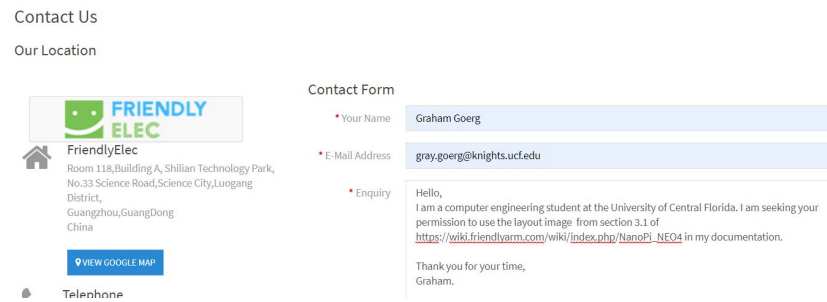 Contact Us
Our Location
FRIENDLY
ELEC
FriendlyElec
Room 118,Building A, Shilian Technology Park,
No.33 Science Road,Science City,Luogang
District,
Guangzhou,GuangDong
China
VIEW GOOGLE MAP
Telephone
Contact Form
* Your Name
Graham Goerg
* E-Mail Address
gray.goerg@knights.ucf.edu
* Enquiry
Hello,
I am a computer engineering student at the University of Central Florida. I am seeking your
permission to use the layout image  from section 3.1 of
https://wiki.friendlyarm.com/wiki/index.php/NanoPi_NEO4 in my documentation.
Thank you for your time,
Graham.